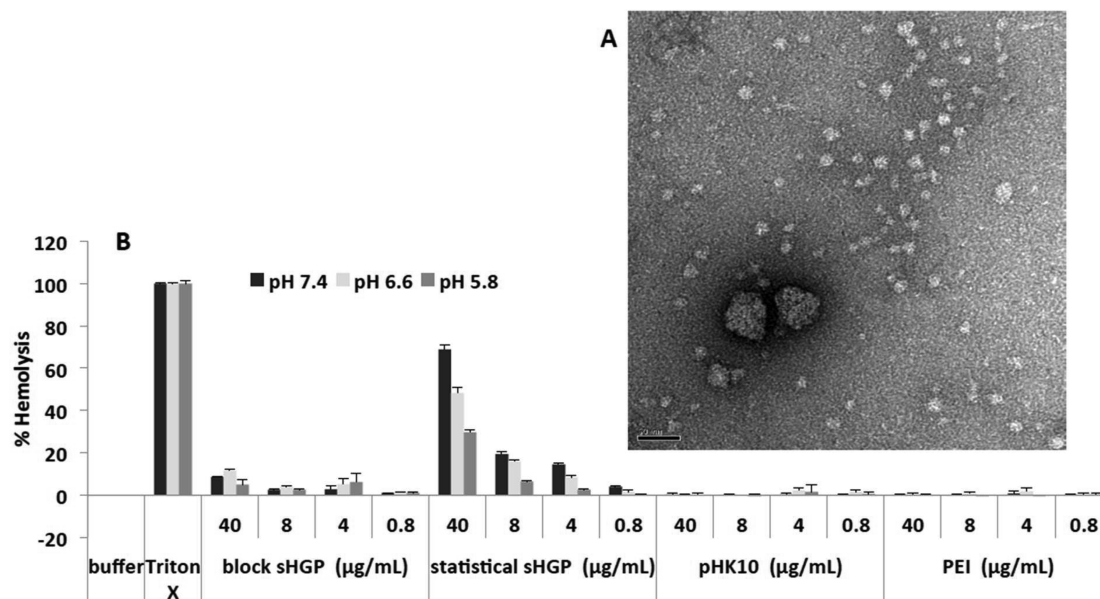 A
B
120
100
80
60
40
20
0
-20
% Hemolysis
pH 7.4 pH 6.6 pH 5.8
40 8 4 0.8 40 8 4 0.8 40 8 4 0.8 40 8 4 0.8
buffer Triton X block sHGP (µg/mL) statistical sHGP (µg/mL) pHK10 (µg/mL) PEI (µg/mL)